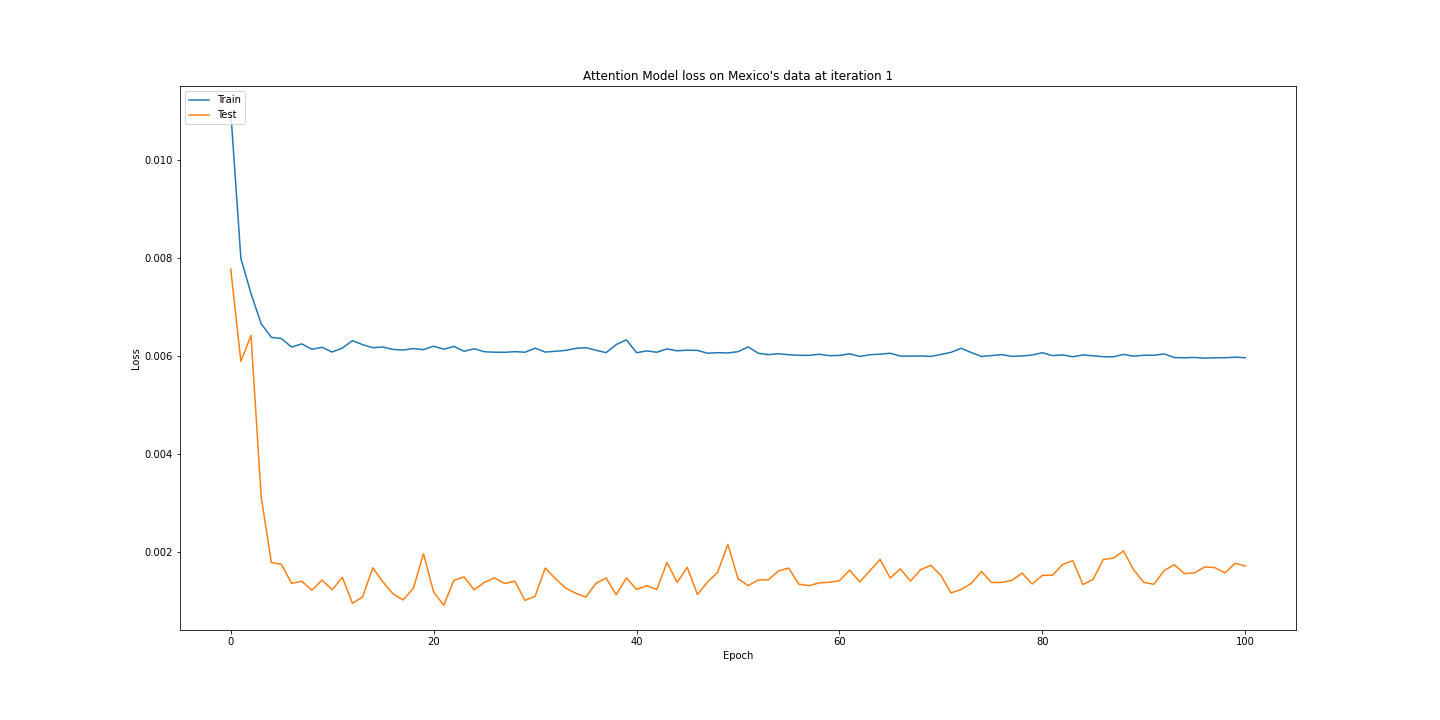 Attention Model loss on Mexico's data at iteration 1
Train
Test
0.010
0.008
0.006
0.004
0.002
Loss
0
20
40
60
80
100
Epoch